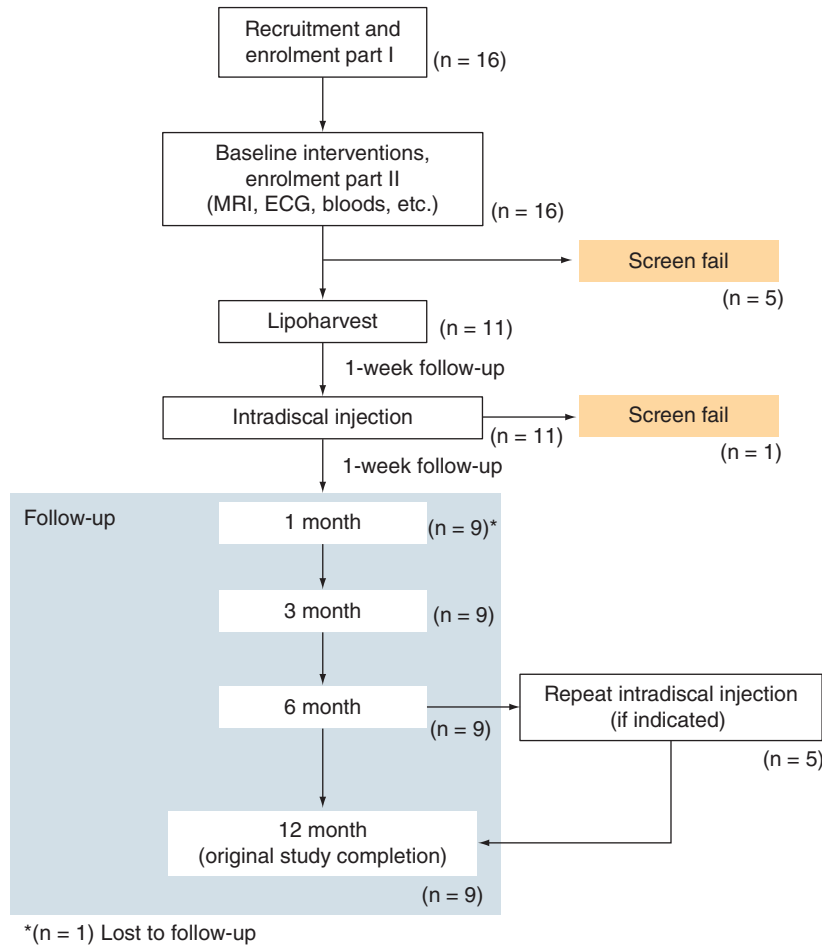 Recruitment and
enrolment part I
(n = 16)
Baseline interventions,
enrolment part II
(MRI, ECG, bloods, etc.)
(n = 16)
Screen fail
(n = 5)
Lipoharvest
(n = 11)
1-week follow-up
Intradiscal injection
(n = 11)
Screen fail
(n = 1)
1-week follow-up
Follow-up
1 month
(n = 9)*
3 month
(n = 9)
6 month
(n = 9)
Repeat intradiscal injection
(if indicated)
(n = 5)
12 month
(original study completion)
(n = 9)
*(n = 1) Lost to follow-up